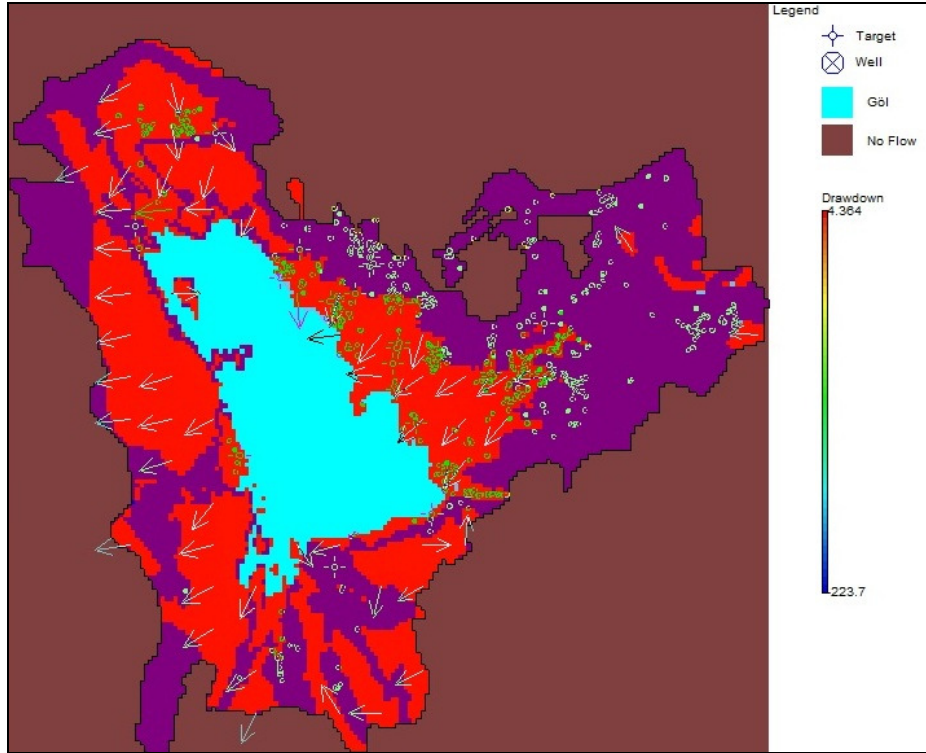 Legend
Target
Well
Göl
No Flow
Drawdown
4.364
223.7